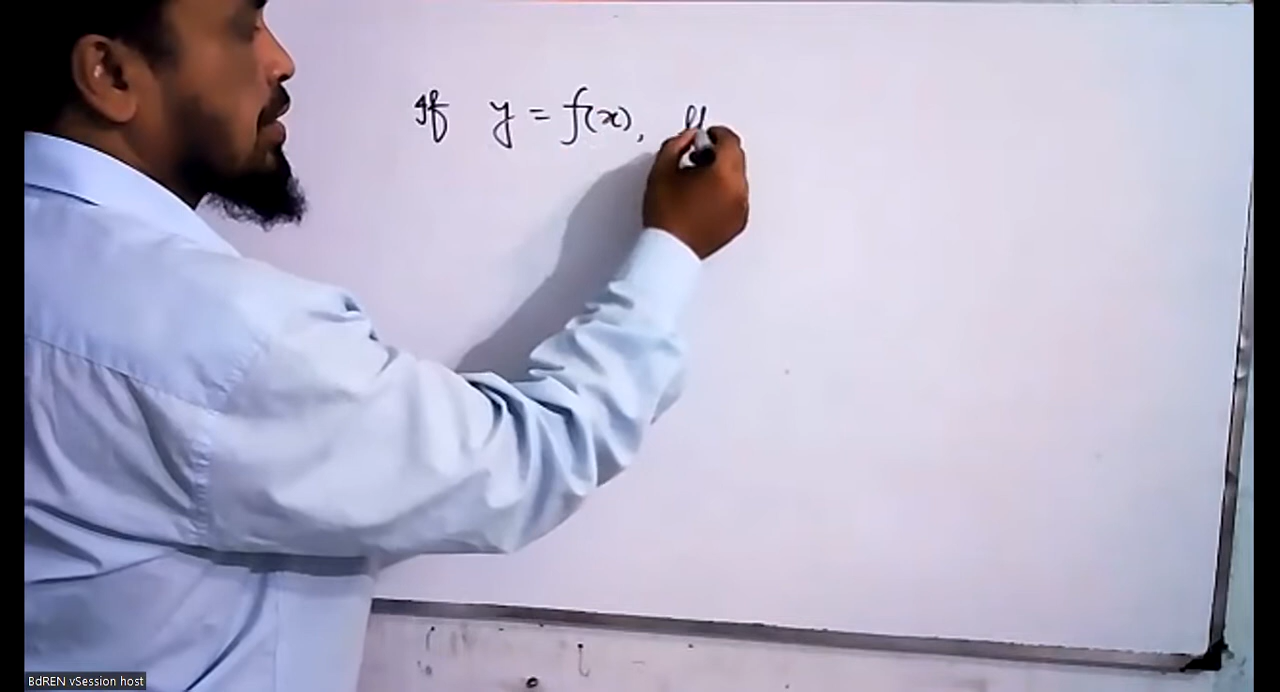 If y = f(x),
BdREN vSession host